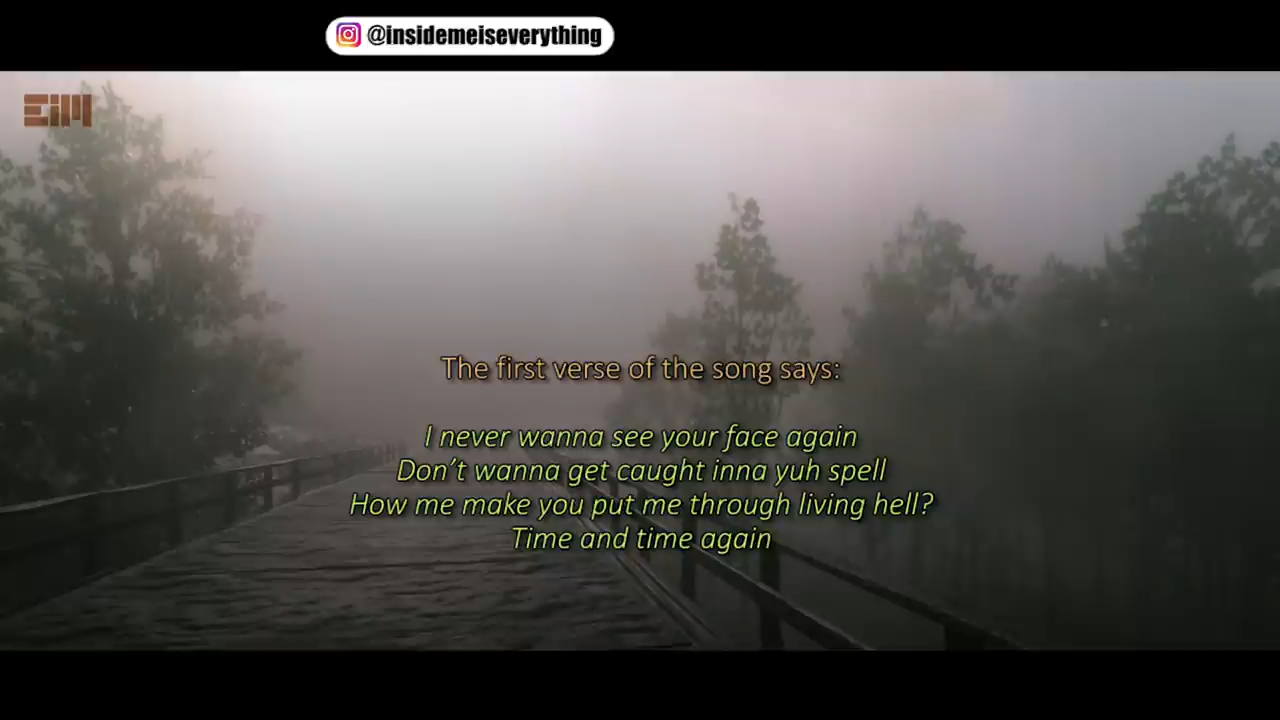 @insidemeiseverything
EiM
The first verse of the song says:
I never wanna see your face again
Don't wanna get caught inna yuh spell
How me make you put me through living hell?
Time and time again